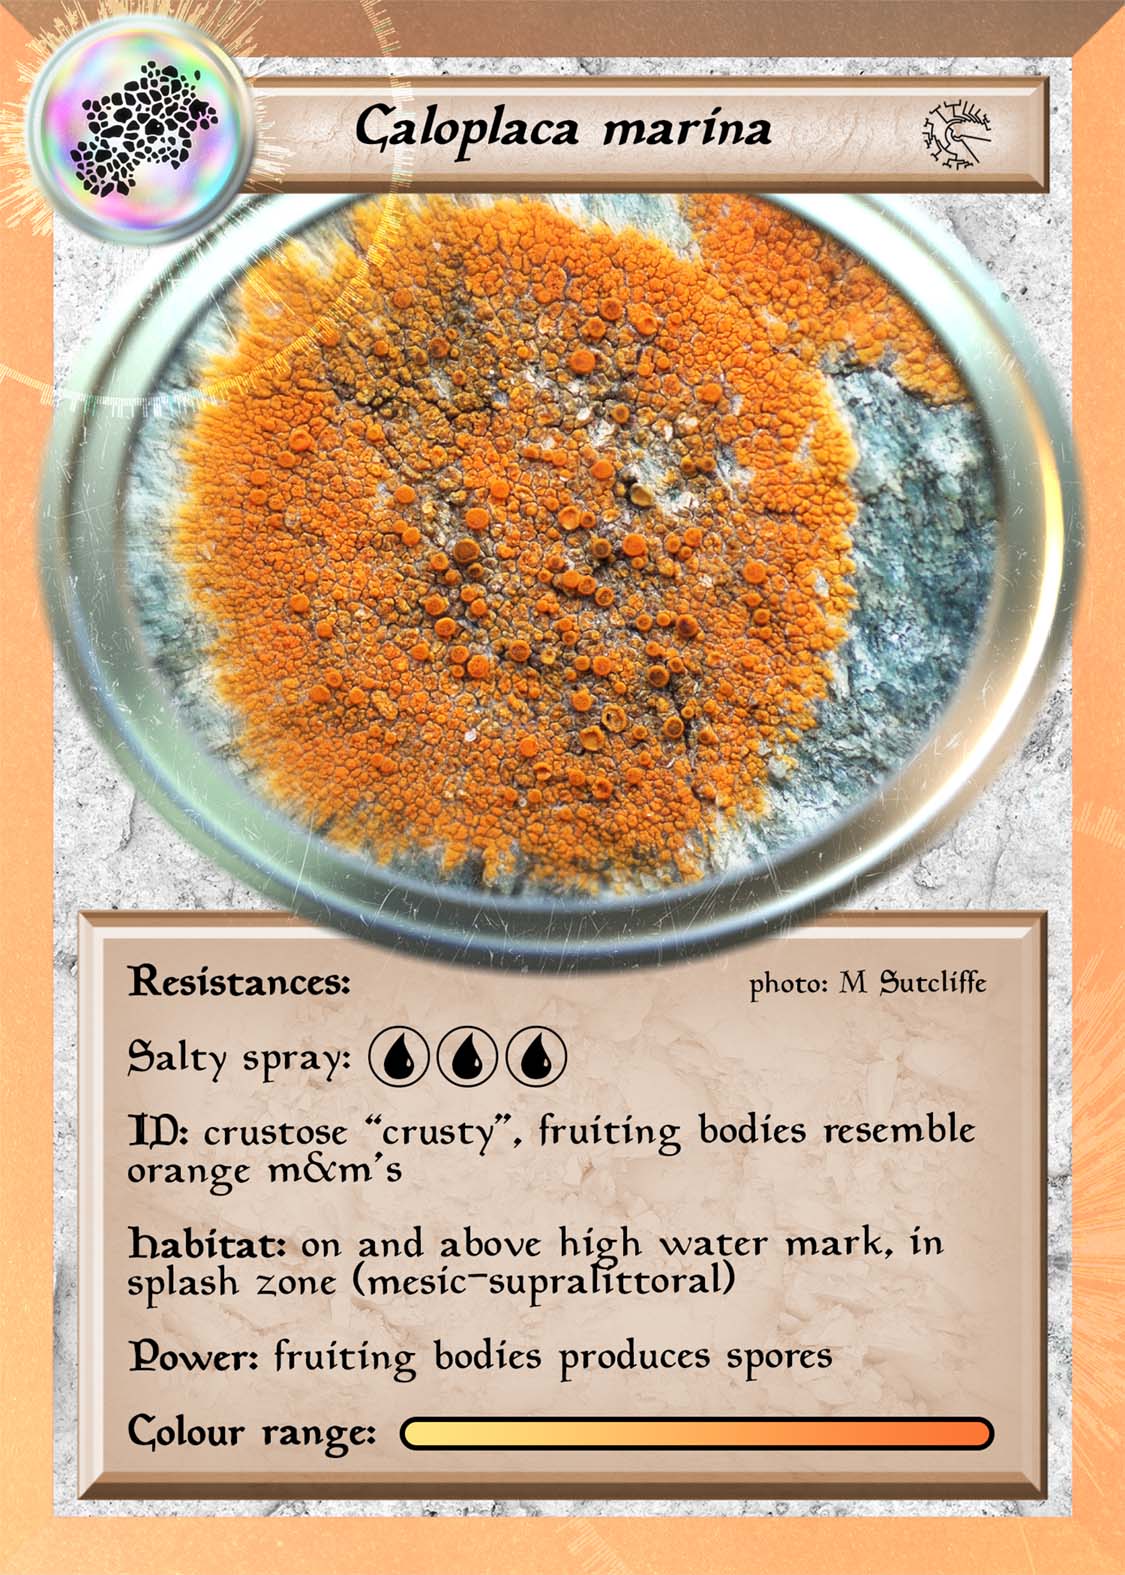 Caloplaca marina
Resistances:
photo: M Sutcliffe
Salty spray:
ID: crustose “crusty”, fruiting bodies resemble
orange m&m's
Habitat: on and above high water mark, in
splash zone (mesic-supralittoral)
Power: fruiting bodies produces spores
Colour range: